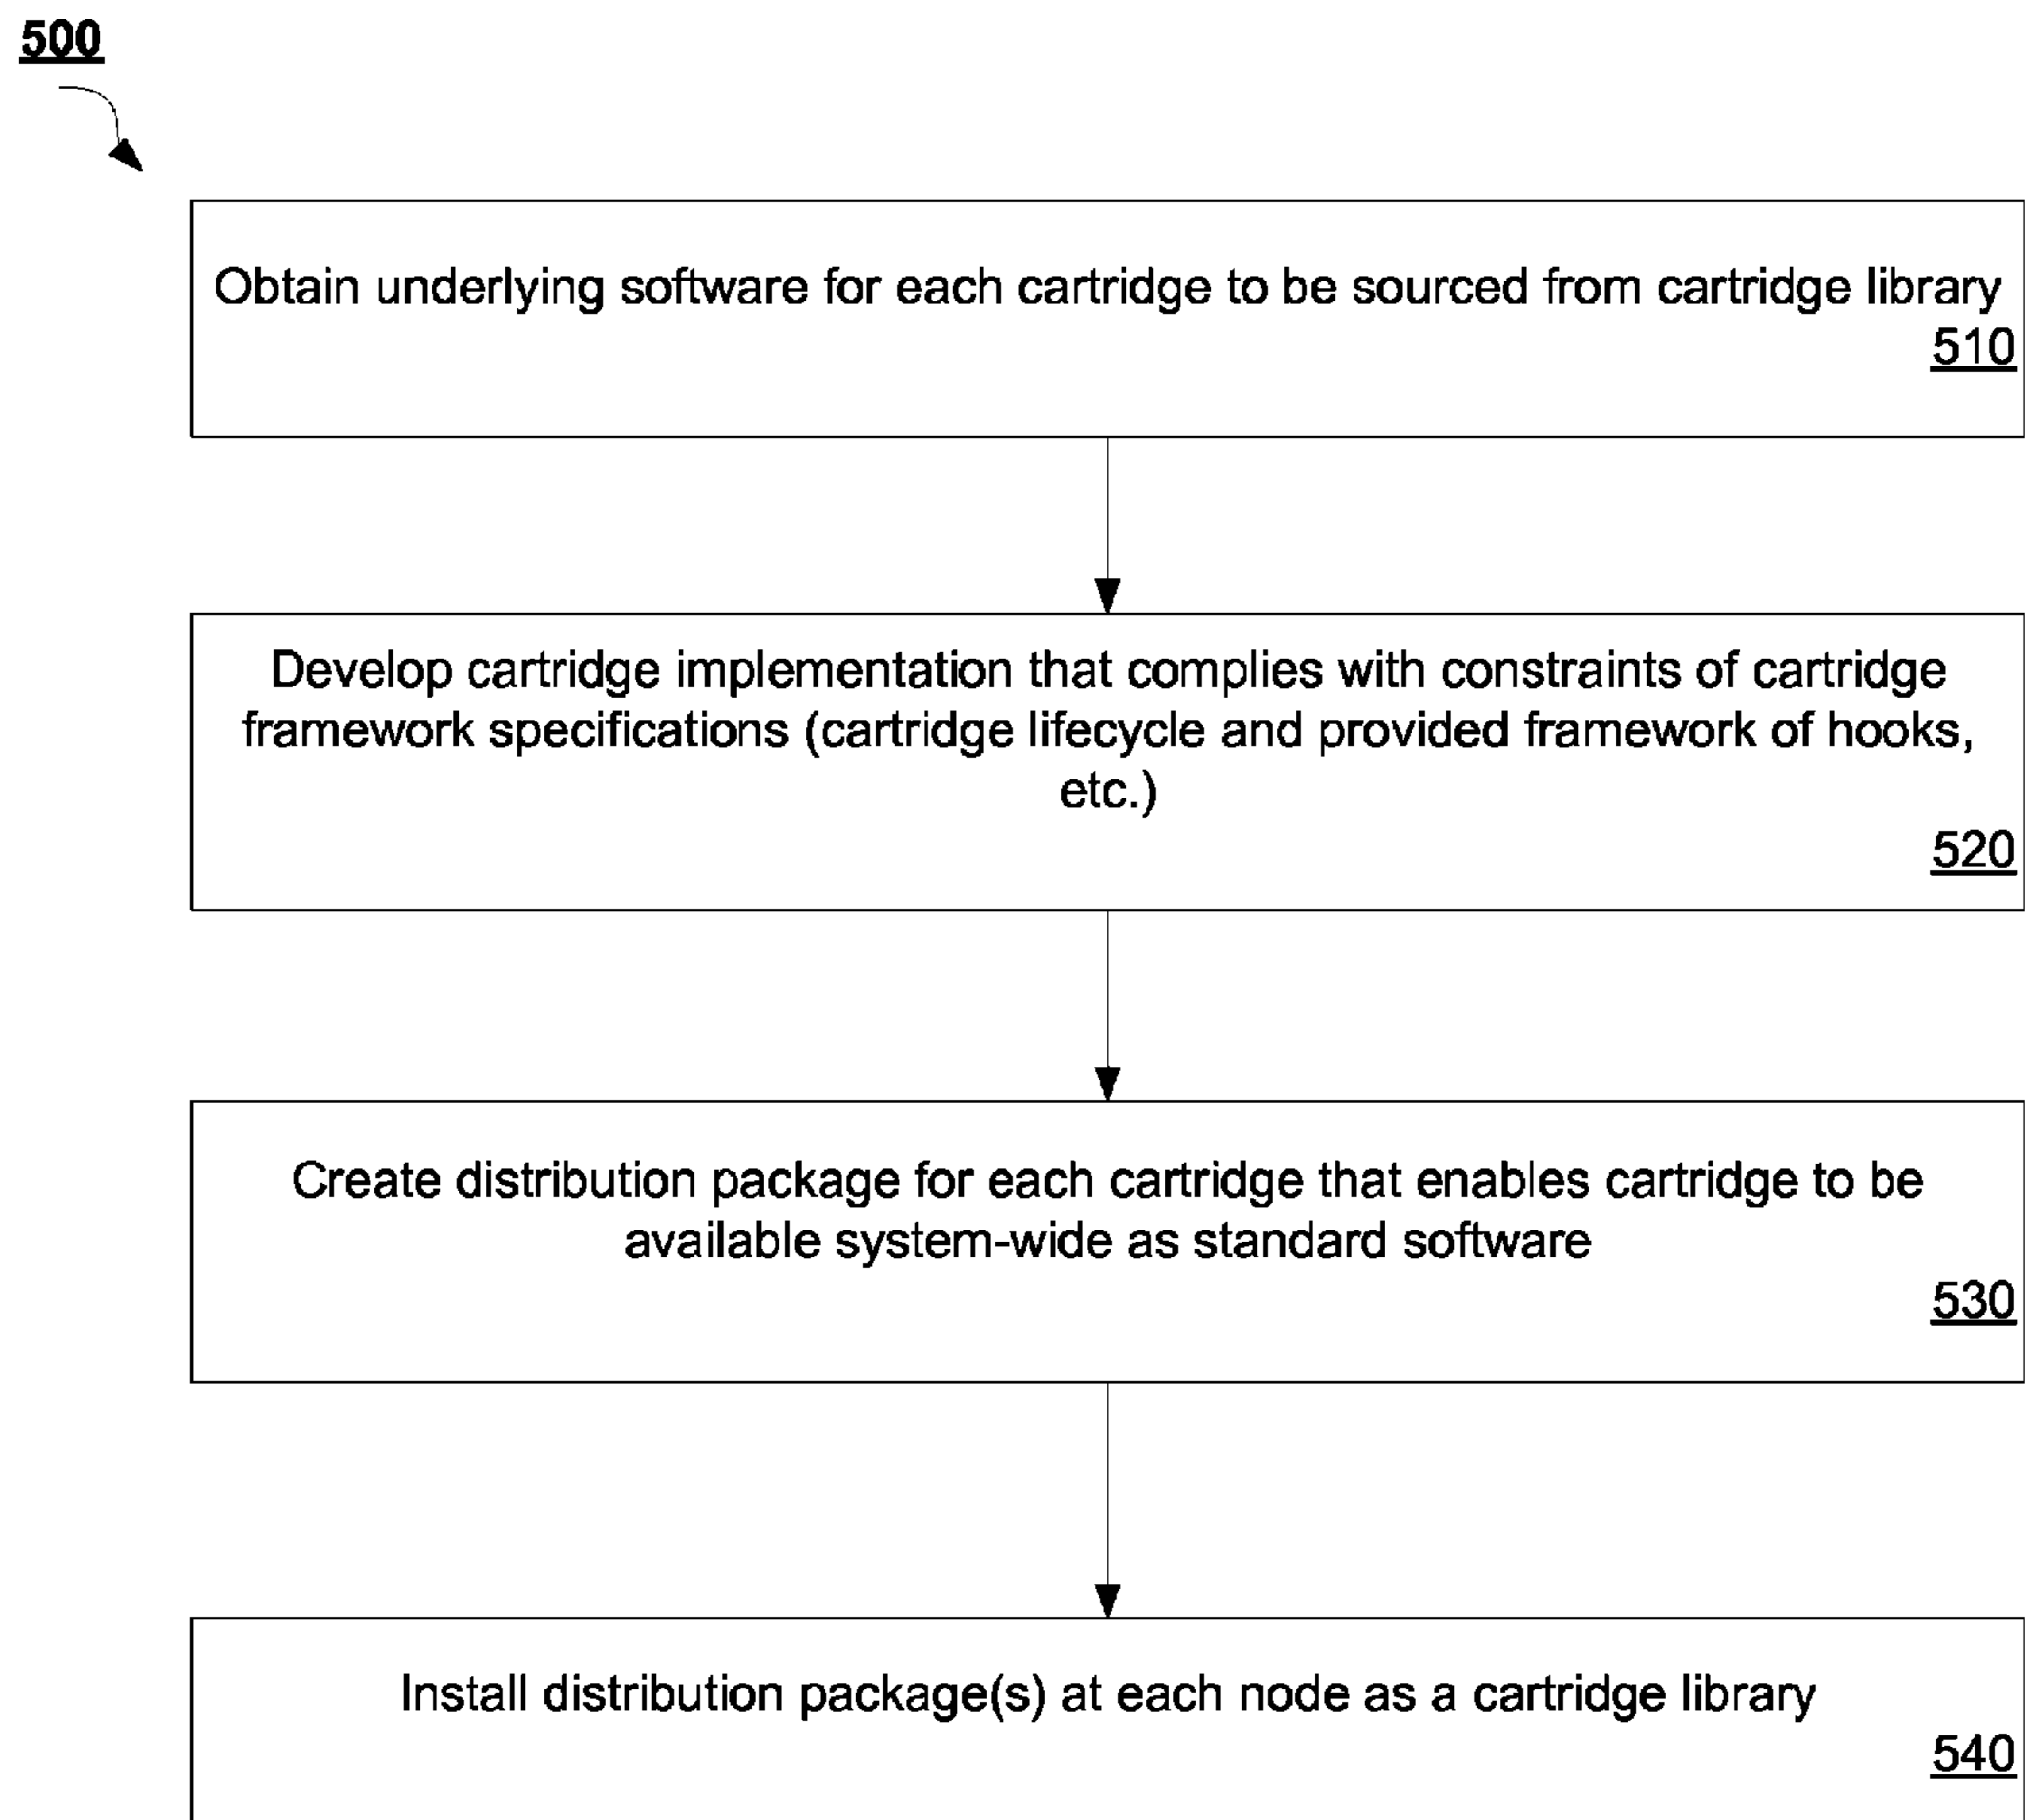 500
Obtain underlying software for each cartridge to be sourced from cartridge library
510
Develop cartridge implementation that complies with constraints of cartridge
framework specifications (cartridge lifecycle and provided framework of hooks,
etc.)
520
Create distribution package for each cartridge that enables cartridge to be
available system-wide as standard software
530
Install distribution package(s) at each node as a cartridge library
540